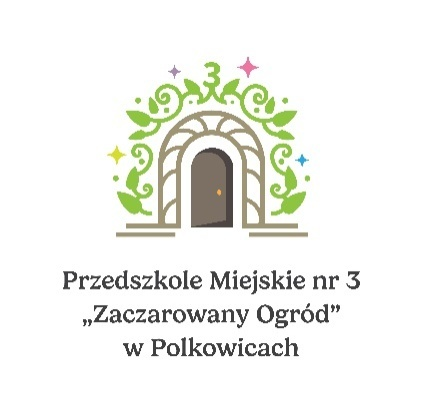 3
Przedszkole Miejskie nr 3
„Zaczarowany Ogród”
w Polkowicach